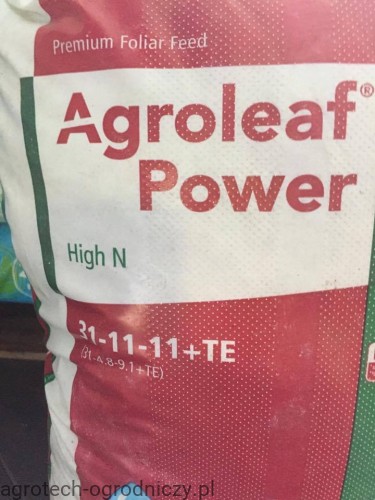 Premium Foliar Feed
Agroleaf®
Power
High N
31-11-11+TE
(31-4.8-9.1+TE)
agrotech-ogrodniczy.pl